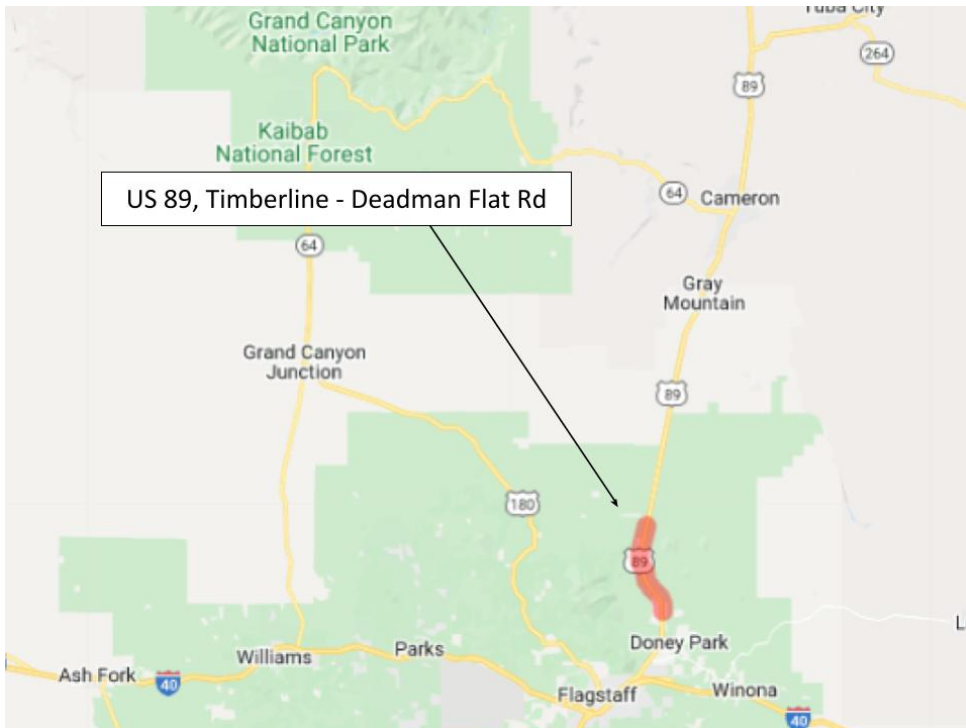 Grand Canyon
National Park
Tuba City
264
89
Kaibab
National Forest
US 89, Timberline - Deadman Flat Rd
64
Cameron
64
Gray
Mountain
Grand Canyon
Junction
89
180
89
Doney Park
Parks
Williams
Ash Fork
40
Flagstaff
Winona
40